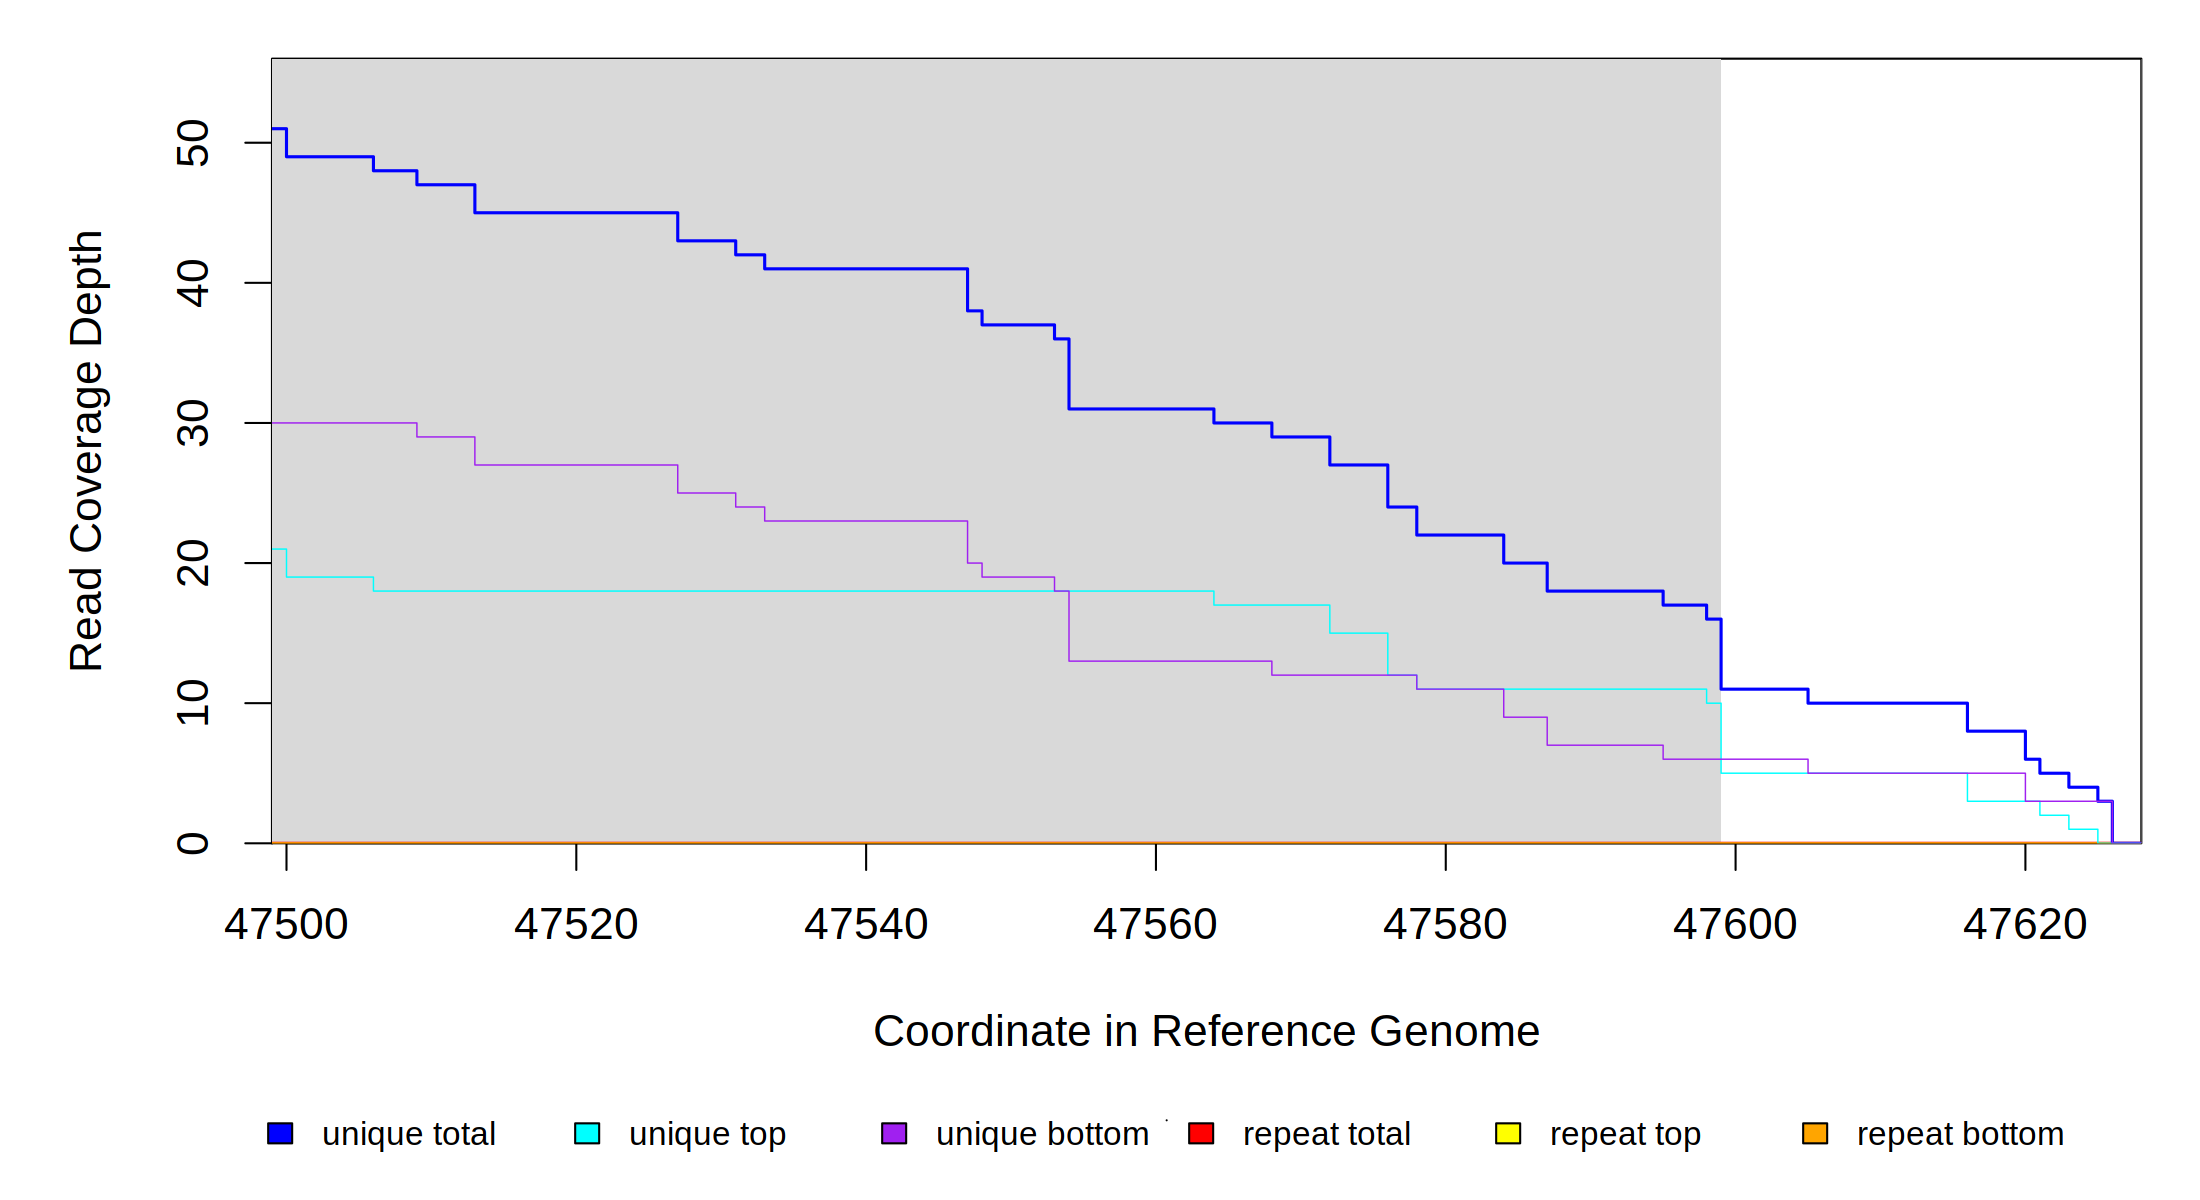 Read Coverage Depth
50
40
30
20
10
0
47500 47520 47540 47560 47580 47600 47620
Coordinate in Reference Genome
unique total unique top unique bottom repeat total repeat top repeat bottom